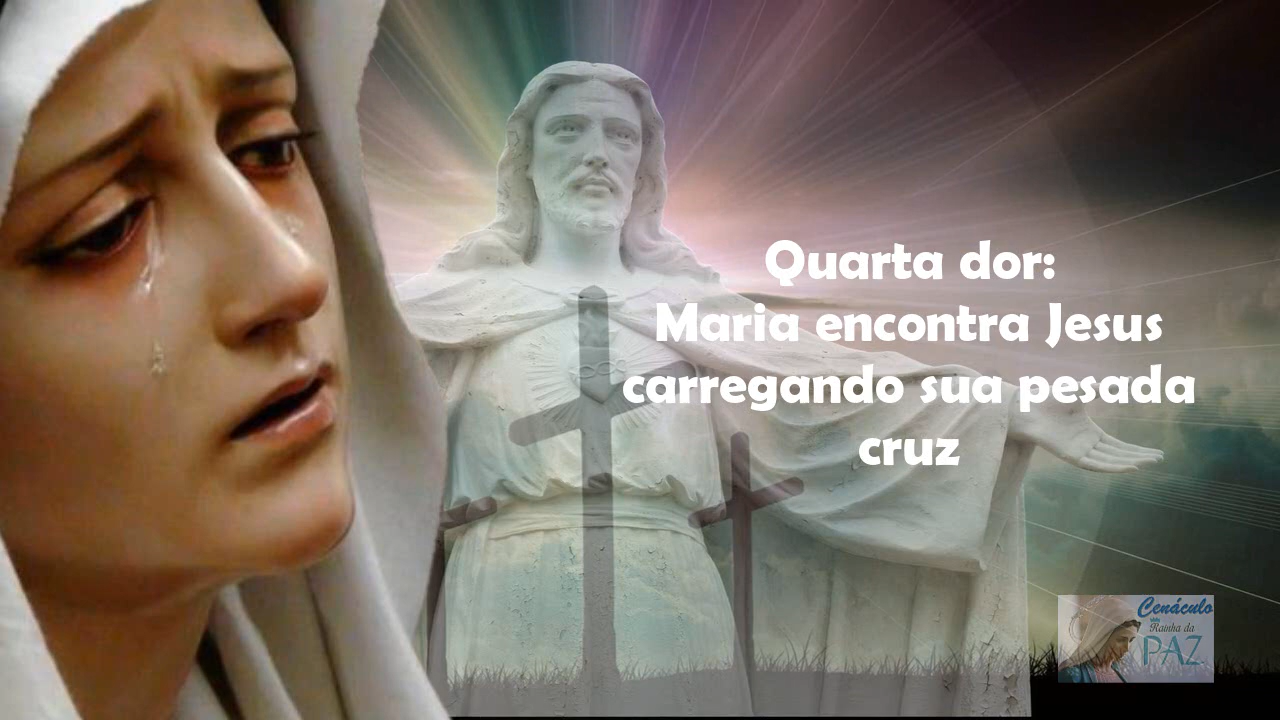 Quarta dor:
Maria encontra Jesus
carregando sua pesada
cruz
Cenáculo
Rainha da
PAZ